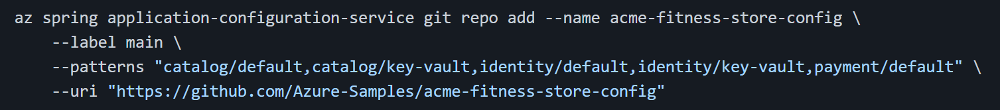 az spring application-configuration-service git repo add --name acme-fitness-store-config \
    --label main \
    --patterns "catalog/default,catalog/key-vault,identity/default,identity/key-vault,payment/default" \
    --uri "https://github.com/Azure-Samples/acme-fitness-store-config"